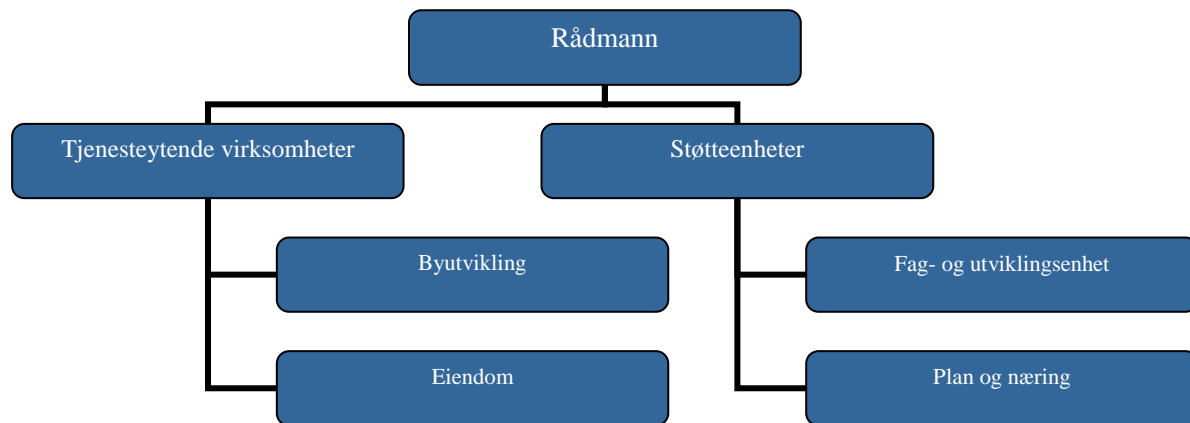 Rådmann
Tjenesteytende virksomheter
Støtteenheter
Byutvikling
Fag- og utviklingsenhet
Eiendom
Plan og næring